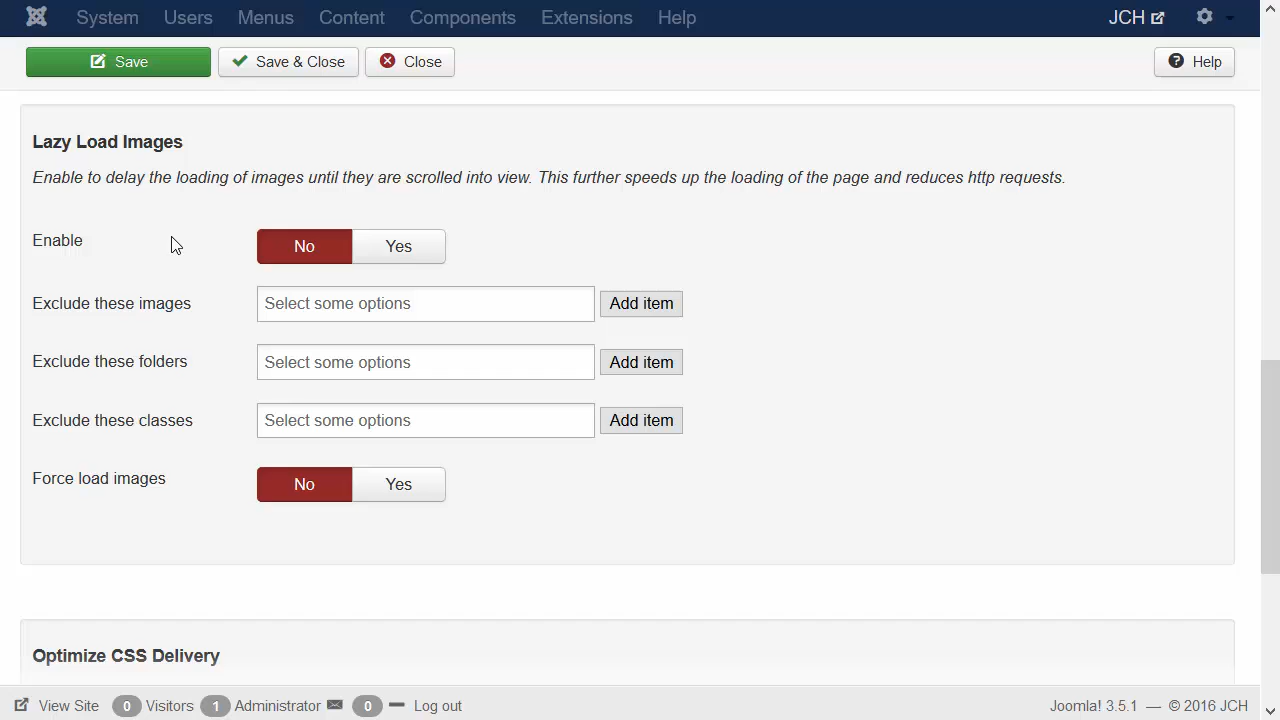 System Users Menus Content Components Extensions Help JCH
Save Save & Close Close Help
Lazy Load Images
Enable to delay the loading of images until they are scrolled into view. This further speeds up the loading of the page and reduces http requests.
Enable No Yes
Exclude these images Select some options Add item
Exclude these folders Select some options Add item
Exclude these classes Select some options Add item
Force load images No Yes
Optimize CSS Delivery
View Site 0 Visitors 1 Administrator 0 Log out Joomla! 3.5.1 — © 2016 JCH